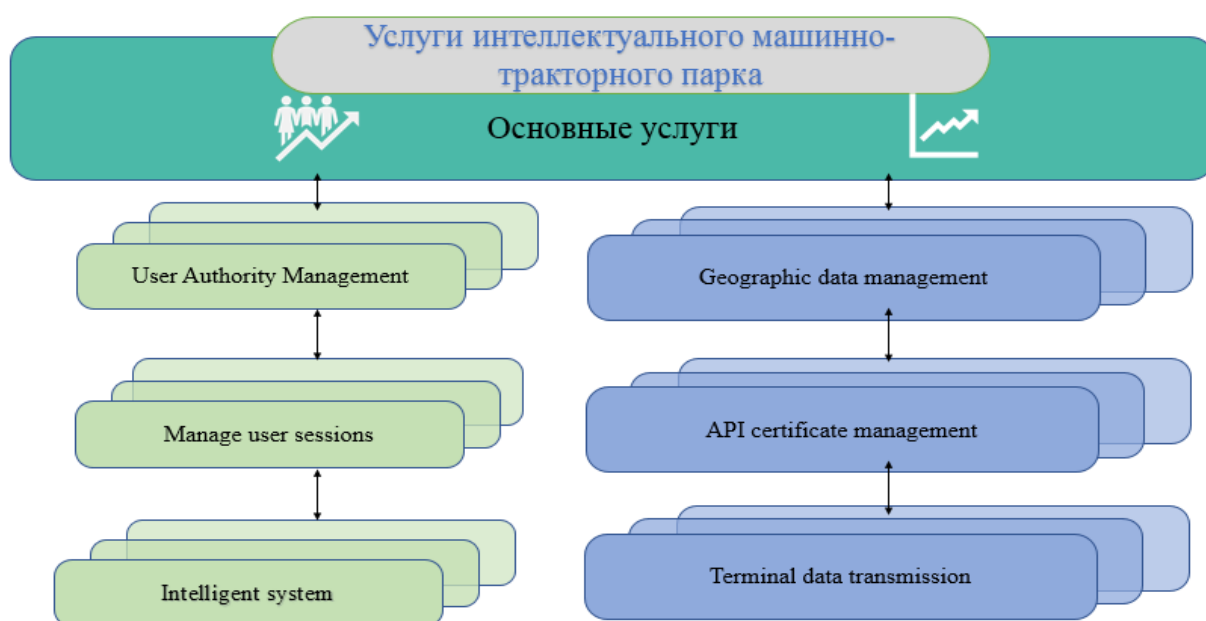 Услуги интеллектуального машинно-
тракторного парка
Основные услуги
User Authority Management
Geographic data management
Manage user sessions
API certificate management
Intelligent system
Terminal data transmission